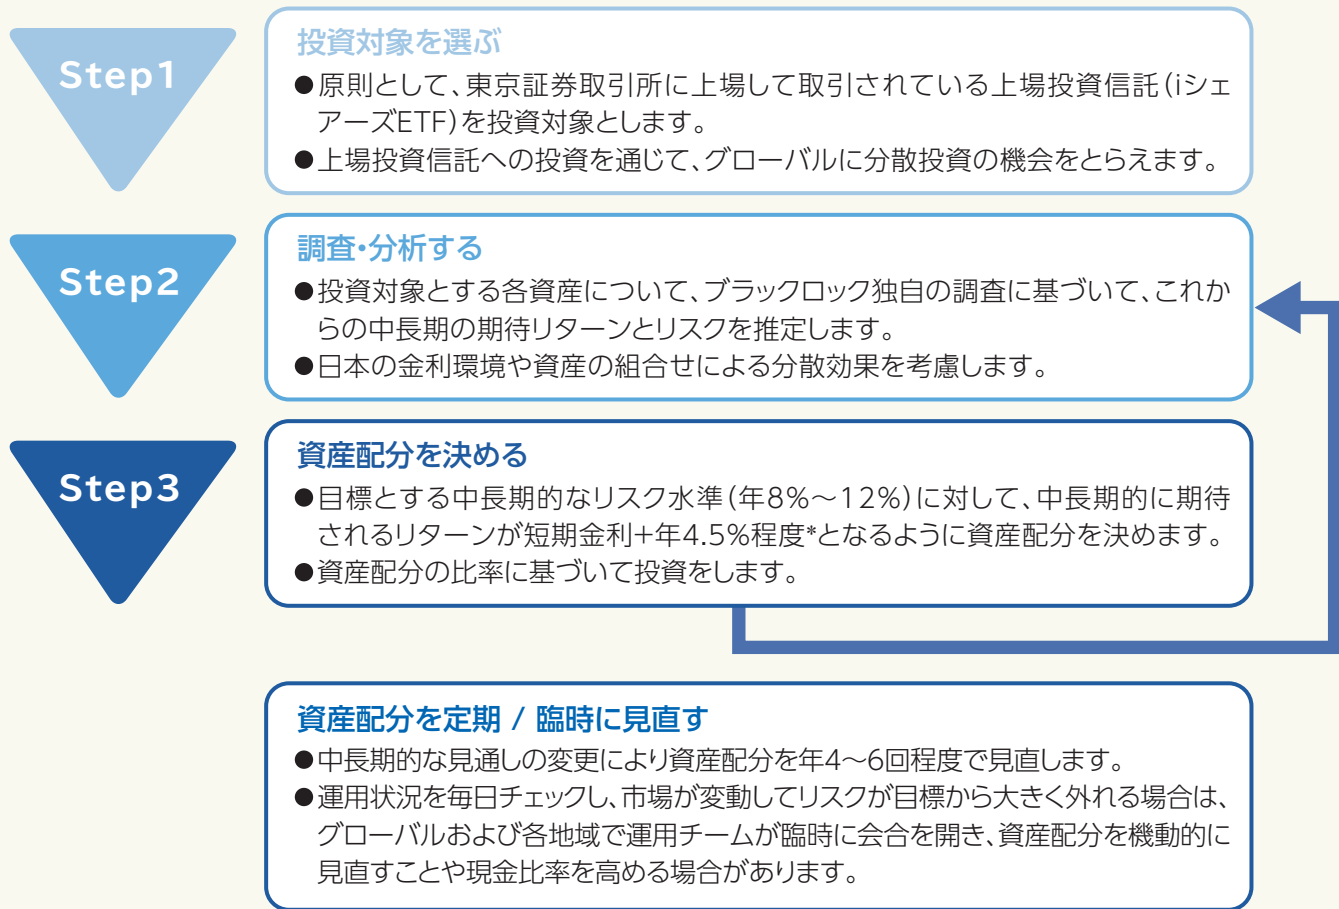 Step1
投資対象を選ぶ
●原則として、東京証券取引所に上場して取引されている上場投資信託(iシェ
アーズETF)を投資対象とします。
●上場投資信託への投資を通じて、グローバルに分散投資の機会をとらえます。
Step2
調査・分析する
●投資対象とする各資産について、ブラックロック独自の調査に基づいて、これか
らの中長期の期待リターンとリスクを推定します。
●日本の金利環境や資産の組合せによる分散効果を考慮します。
Step3
資産配分を決める
●目標とする中長期的なリスク水準(年8%~12%)に対して、中長期的に期待
されるリターンが短期金利+年4.5%程度*となるように資産配分を決めます。
●資産配分の比率に基づいて投資をします。
資産配分を定期 / 臨時に見直す
●中長期的な見通しの変更により資産配分を年4~6回程度で見直します。
●運用状況を毎日チェックし、市場が変動してリスクが目標から大きく外れる場合は、
グローバルおよび各地域で運用チームが臨時に会合を開き、資産配分を機動的に
見直すことや現金比率を高める場合があります。